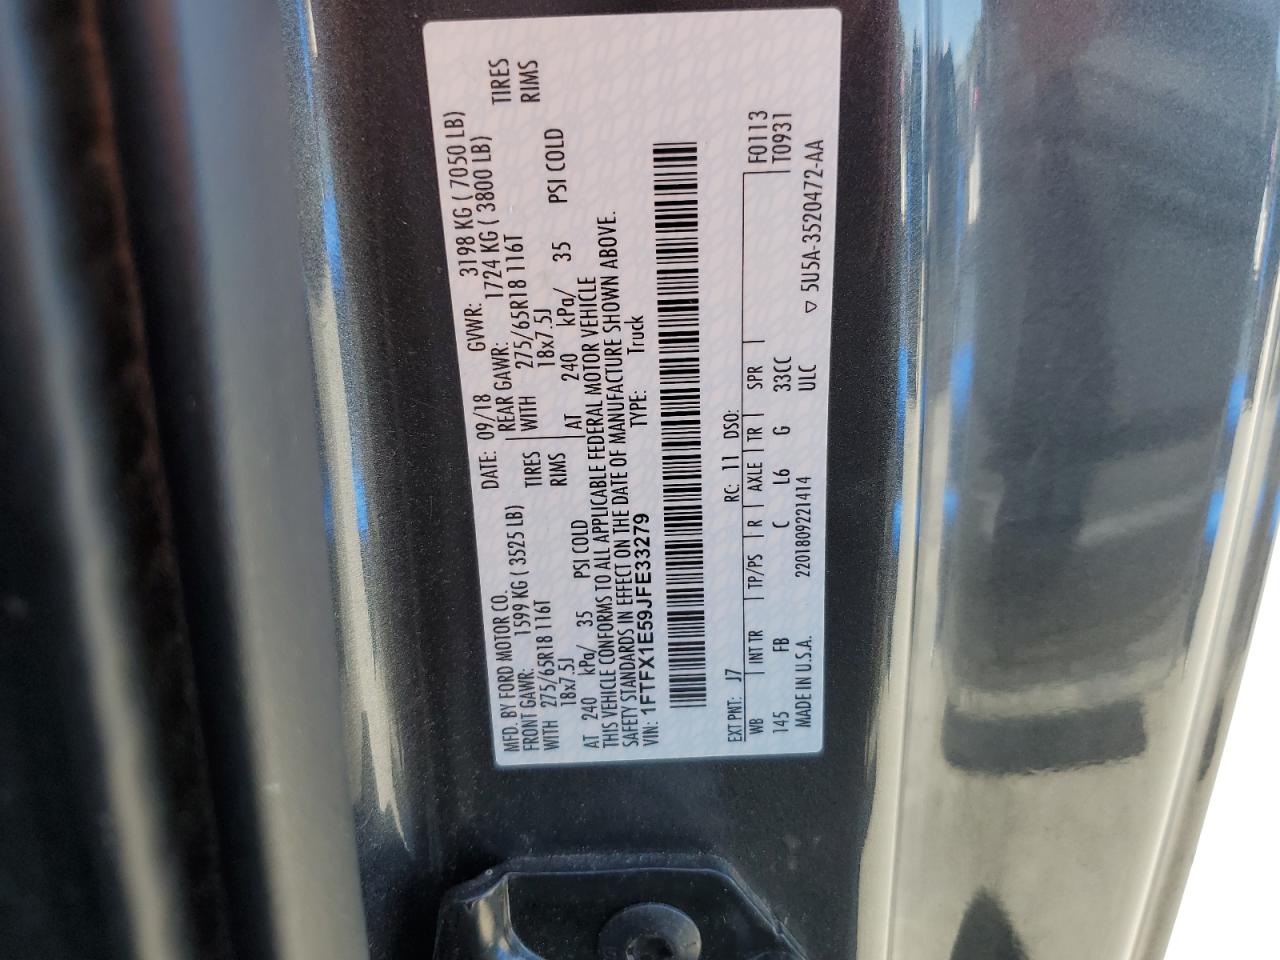 MFD. BY FORD MOTOR CO.
DATE: 09/18 GVWR: 3198 KG ( 7050 LB)
FRONT GAWR: 1599 KG ( 3525 LB) REAR GAWR: 1724 KG ( 3800 LB)
WITH 275/65R18 116T TIRES WITH 275/65R18 116T TIRES
18x7.5J RIMS 18x7.5J RIMS
AT 240 kPa/ 35 PSI COLD AT 240 kPa/ 35 PSI COLD
THIS VEHICLE CONFORMS TO ALL APPLICABLE FEDERAL MOTOR VEHICLE
SAFETY STANDARDS IN EFFECT ON THE DATE OF MANUFACTURE SHOWN ABOVE.
VIN: 1FTFX1E59JFE33279 TYPE: Truck
EXT PNT: J7 RC: 11 DSO: F0113
WB INT TR TP/PS R AXLE TR SPR T0931
145 FB C L6 G 33CC
MADE IN U.S.A. 2201809221414 ULC ▽ 5U5A-3520472-AA